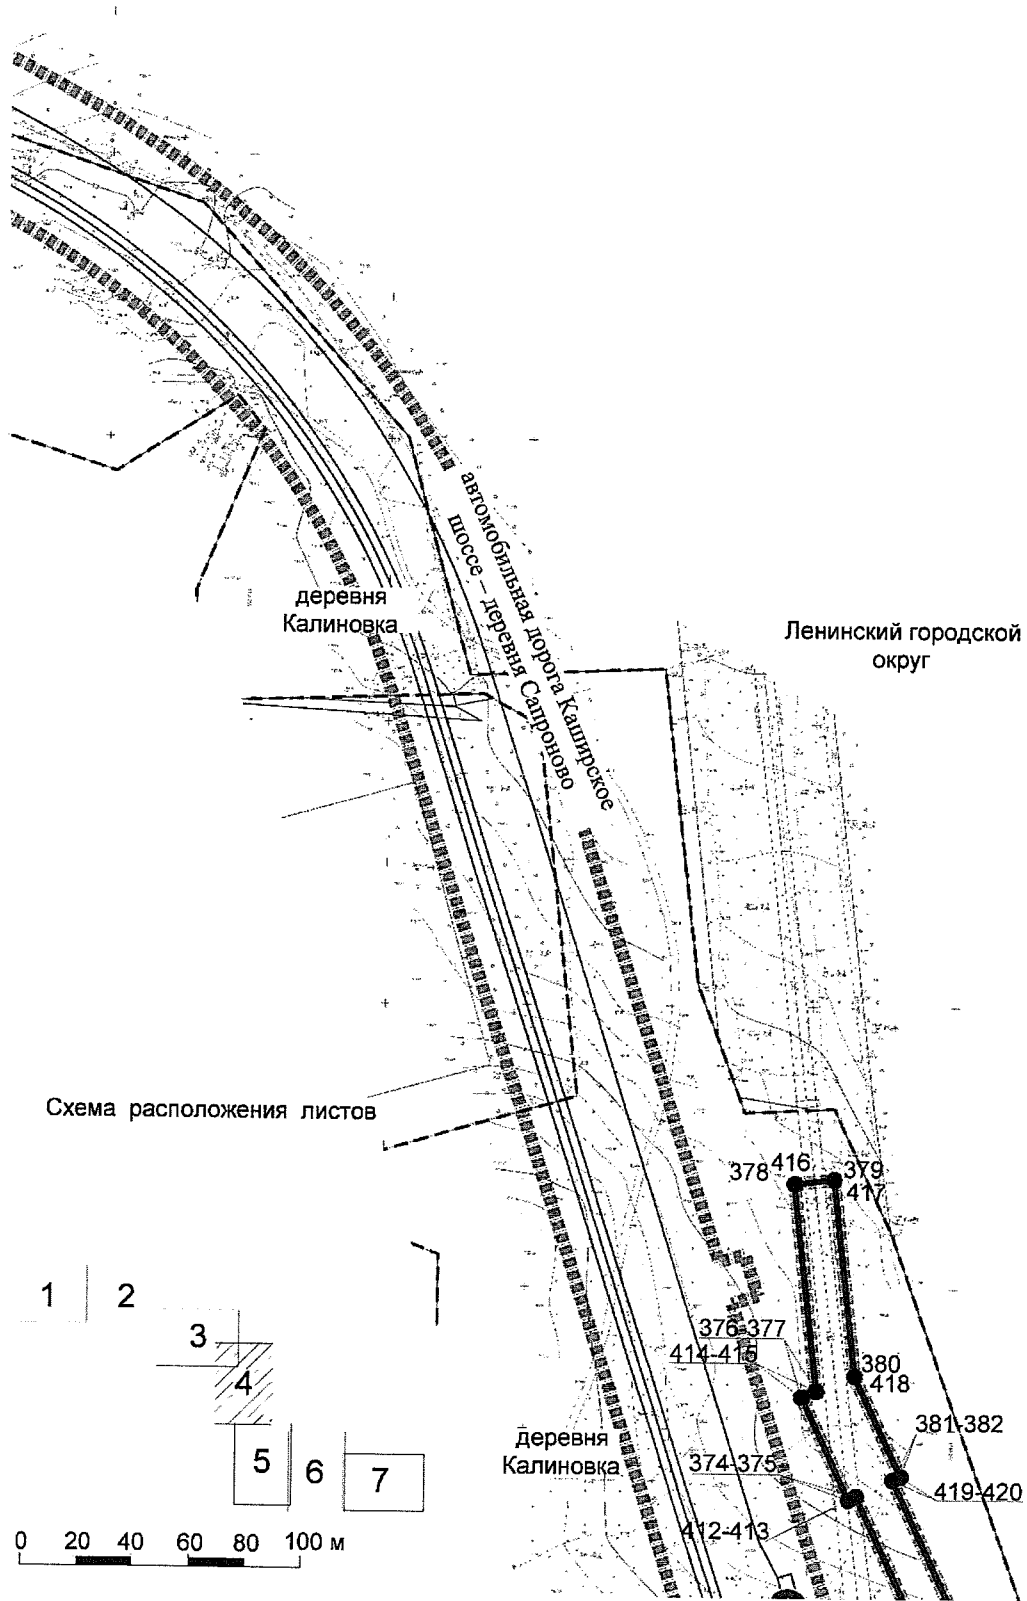 автомобильная дорога Каширское
шоссе – деревня Сапроново
деревня
Калиновка
Ленинский городской
округ
Схема расположения листов
378
416
379
417
376-377
414-415
380
418
381-382
419-420
374-375
412-413
деревня
Калиновка
1
2
3
4
5
6
7
0 20 40 60 80 100 м